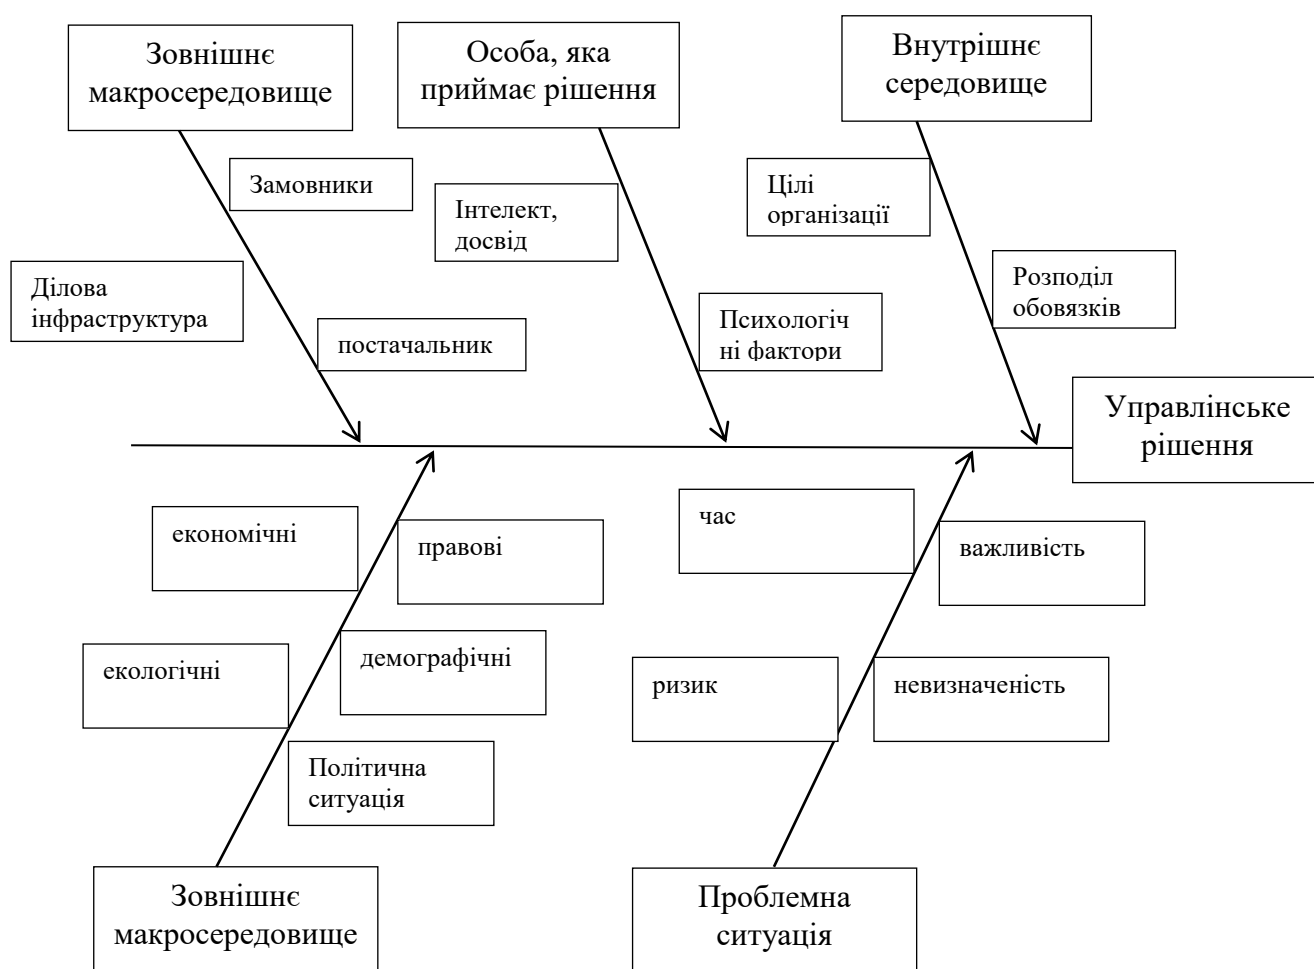 Зовнішнє
макросередовище
Особа, яка
приймає рішення
Внутрішнє
середовище
Замовники
Інтелект,
досвід
Цілі
організації
Ділова
інфраструктура
постачальник
Психологіч
ні фактори
Розподіл
обовязків
Управлінське
рішення
економічні
правові
час
важливість
екологічні
демографічні
ризик
невизначеність
Політична
ситуація
Зовнішнє
макросередовище
Проблемна
ситуація